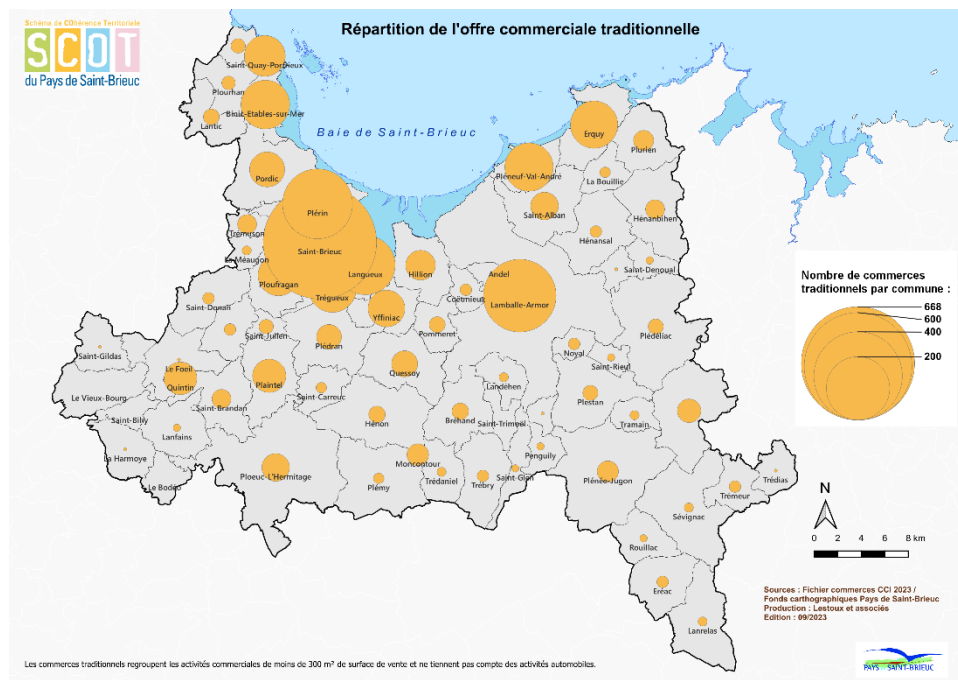 Schéma de COhérence Territoriale
SCOT
du Pays de Saint-Brieuc
Répartition de l'offre commerciale traditionnelle
Saint-Quay-Portrieux
Plourhan
Binic-Etables-sur-Mer
Lantic
Baie de Saint-Brieuc
Erquy
Plurien
Pordic
Pléneuf-Val-André
La Bouillie
Plérin
Saint-Alban
Hénanbihen
Trémuson
Hénansal
Saint-Brieuc
La Méaugon
Saint-Denoual
Langueux
Hillion
Andel
Ploufragan
Trégueux
Coëtmieux
Lamballe-Armor
Saint-Donan
Yffiniac
Saint-Julien
Pommeret
Plédéliac
Plédran
Saint-Gildas
Noyal
Saint-Rieul
Le Foeil
Quessoy
Quintin
Plaintel
Landéhen
Le Vieux-Bourg
Saint-Carreuc
Plestan
Saint-Brandan
Saint-Bihy
Hénon
Bréhand
Saint-Trimoël
Tramain
Lanfains
La Harmoye
Penguily
Moncontour
Ploeuc-L'Hermitage
Saint-Glen
Plénée-Jugon
Trédaniel
Trédias
Le Bodéo
Plémy
Trébry
Trémeur
Sévignac
Rouillac
Eréac
Lanrelas
Nombre de commerces
traditionnels par commune :
668
600
400
200
N
0 2 4 6 8 km
Sources : Fichier commerces CCI 2023 /
Fonds cartographiques Pays de Saint-Brieuc
Production : Lestoux et associés
Edition : 09/2023
Les commerces traditionnels regroupent les activités commerciales de moins de 300 m² de surface de vente et ne tiennent pas compte des activités automobiles.
PAYS DE SAINT-BRIEUC